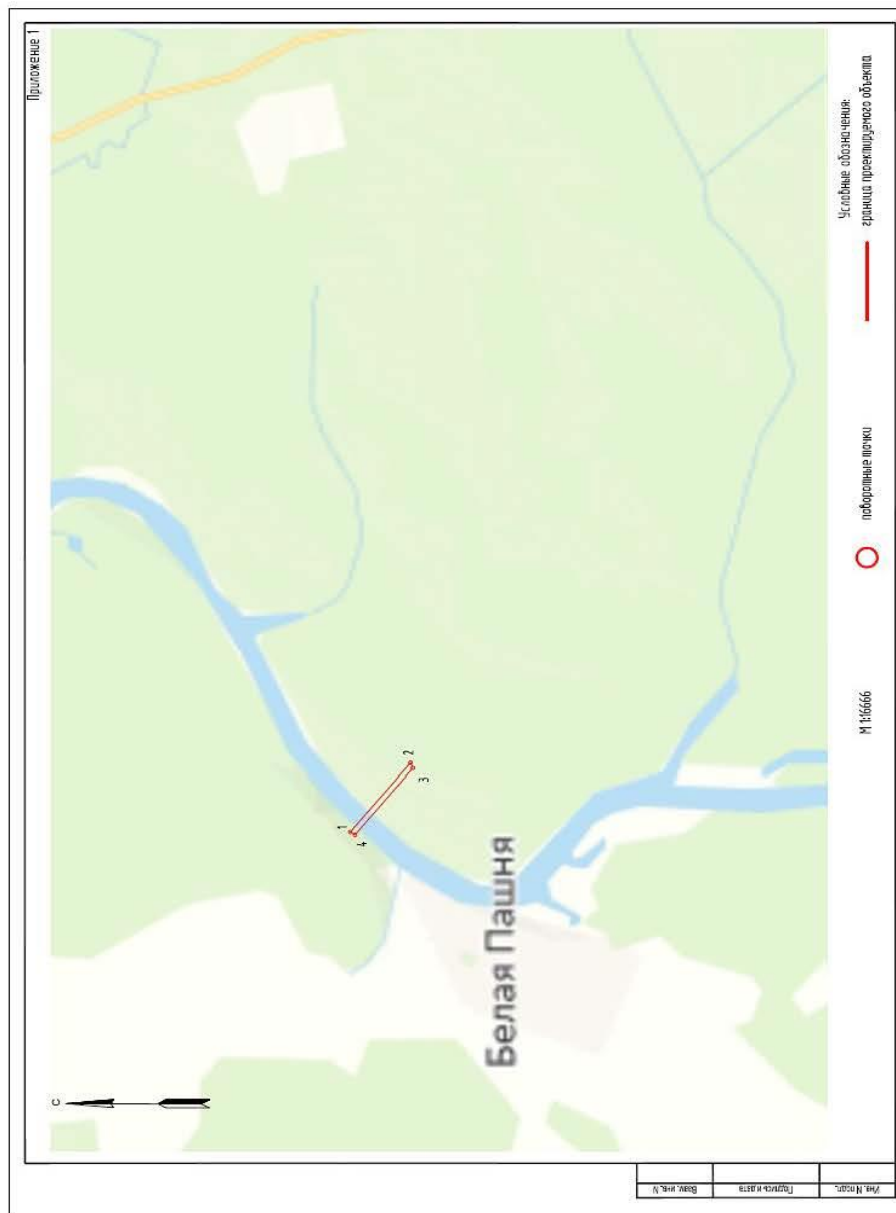 Приложение 1
С
1
2
3
4
Белая Пашня
Условные обозначения:
М 1:16666
поворотные точки
граница проектируемого объекта
Взам. инв. N
Подпись и дата
Инв. N подл.